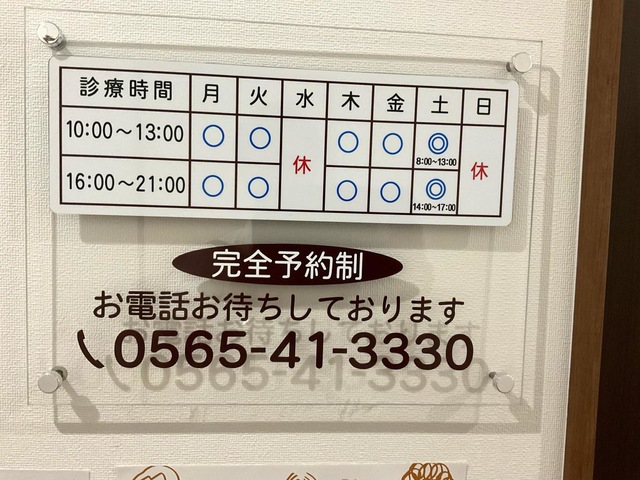 診療時間 月 火 水 木 金 土 日
10:00〜13:00 ○ ○ 休 ○ ○ ◎ 休
8:00~13:00
16:00〜21:00 ○ ○ ○ ○ ◎
14:00~17:00
完全予約制
お電話お待ちしております
0565-41-3330